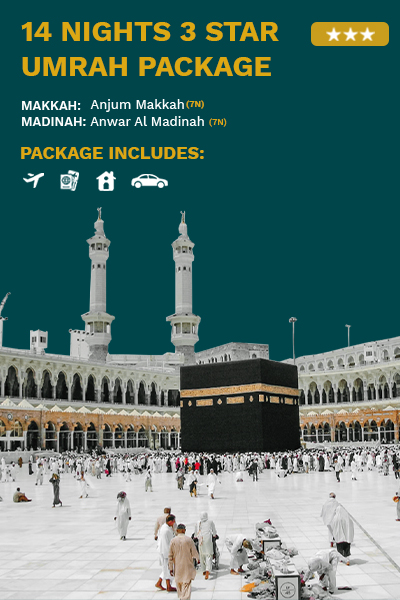 14 NIGHTS 3 STAR
UMRAH PACKAGE
MAKKAH: Anjum Makkah (7N)
MADINAH: Anwar Al Madinah (7N)
PACKAGE INCLUDES: